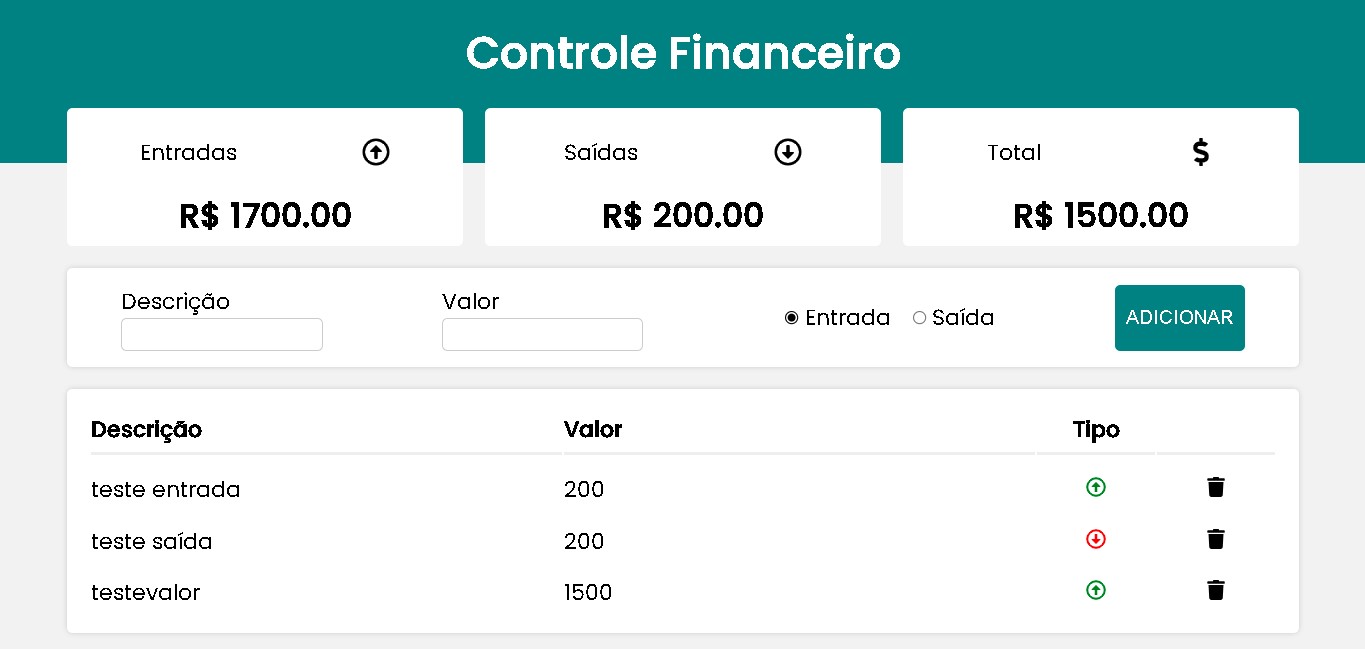 Controle Financeiro
Entradas
R$ 1700.00
Saídas
R$ 200.00
Total
R$ 1500.00
Descrição
Valor
Entrada Saída
ADICIONAR
Descrição Valor Tipo
teste entrada 200
teste saída 200
testevalor 1500